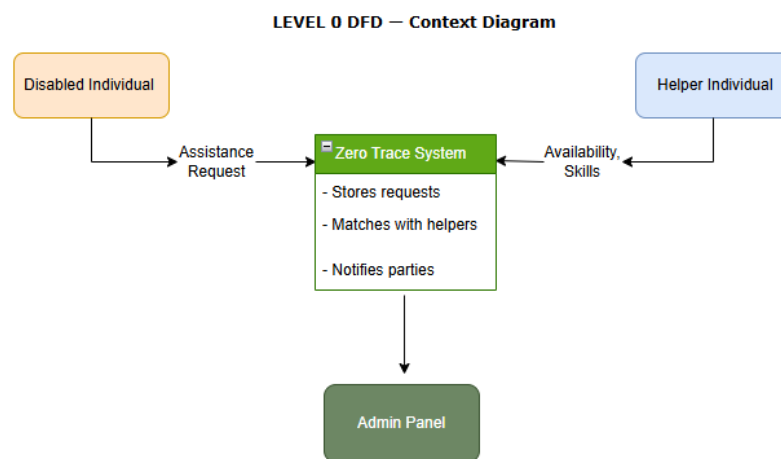 LEVEL 0 DFD — Context Diagram
Disabled Individual
Helper Individual
Assistance
Request
Zero Trace System
Availability,
Skills
- Stores requests
- Matches with helpers
- Notifies parties
Admin Panel